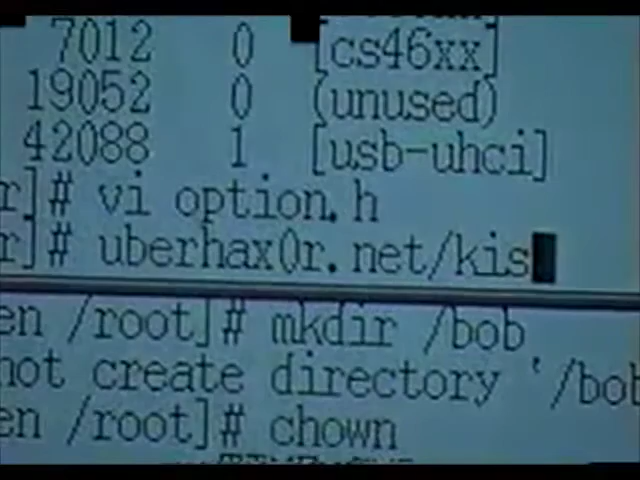 7012 0 [cs46xx]
19052 0 (unused)
42088 1 [usb-uhci]
r]# vi option.h
r]# uberhax0r.net/kis
en /root]# mkdir /bob
not create directory '/bob
en /root]# chown